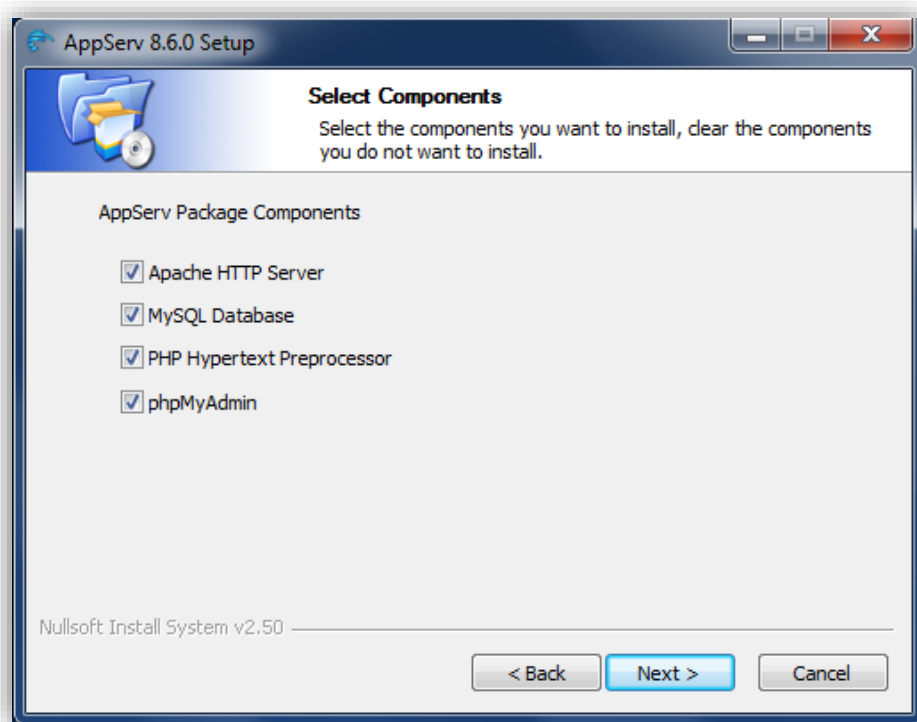 AppServ 8.6.0 Setup
Select Components
Select the components you want to install, clear the components
you do not want to install.
AppServ Package Components
Apache HTTP Server
MySQL Database
PHP Hypertext Preprocessor
phpMyAdmin
Nullsoft Install System v2.50
< Back Next > Cancel